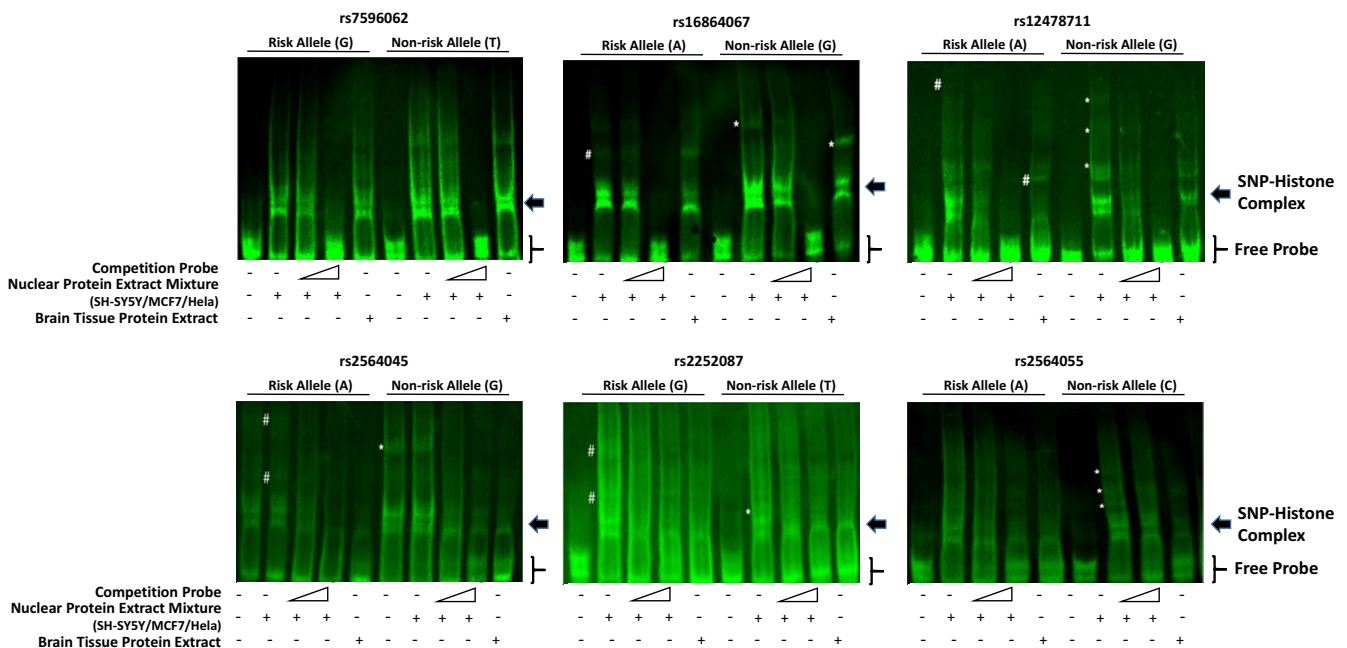 rs7596062 rs16864067 rs12478711
Risk Allele (G) Non-risk Allele (T) Risk Allele (A) Non-risk Allele (G) Risk Allele (A) Non-risk Allele (G)
#
*
*
#
*
*
*
#
SNP-Histone
Complex
Free Probe
Competition Probe - - - - - - - - - - - - - - - - - -
Nuclear Protein Extract Mixture
(SH-SY5Y/MCF7/Hela) - + + + - - + + + - - + + + - - + + + - - + + + - - + + + -
Brain Tissue Protein Extract - - - - + - - - - + - - - - + - - - - + - - - - + - - - - +
rs2564045 rs2252087 rs2564055
Risk Allele (A) Non-risk Allele (G) Risk Allele (G) Non-risk Allele (T) Risk Allele (A) Non-risk Allele (C)
#
#
*
#
#
*
*
*
*
SNP-Histone
Complex
Free Probe
Competition Probe - - - - - - - - - - - - - - - - - -
Nuclear Protein Extract Mixture
(SH-SY5Y/MCF7/Hela) - + + + - - + + + - - + + + - - + + + - - + + + - - + + + -
Brain Tissue Protein Extract - - - - + - - - - + - - - - + - - - - + - - - - + - - - - +